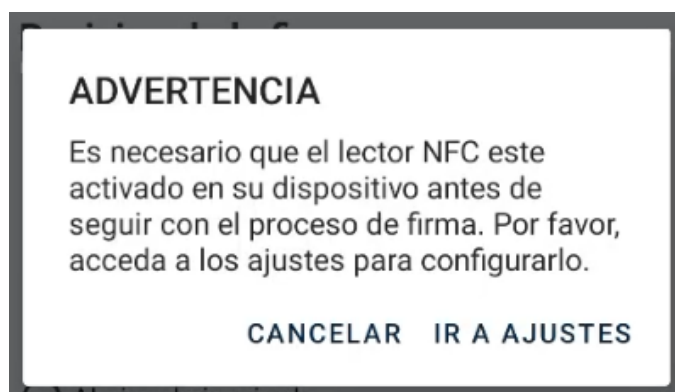 ADVERTENCIA
Es necesario que el lector NFC este
activado en su dispositivo antes de
seguir con el proceso de firma. Por favor,
acceda a los ajustes para configurarlo.
CANCELAR IR A AJUSTES